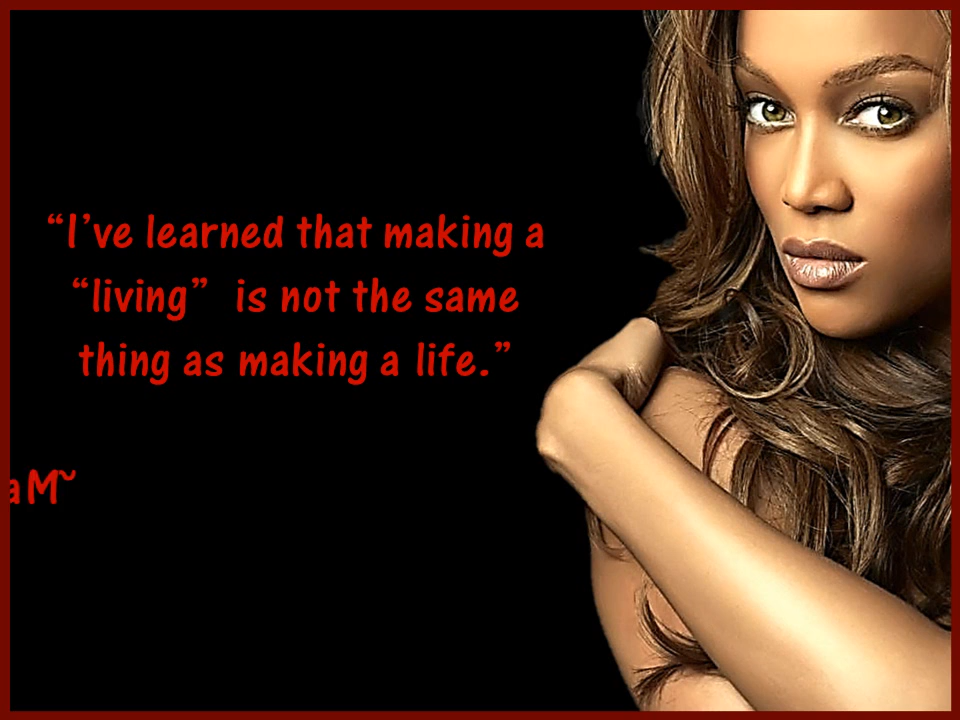 “I’ve learned that making a
“living” is not the same
thing as making a life.”
aM~